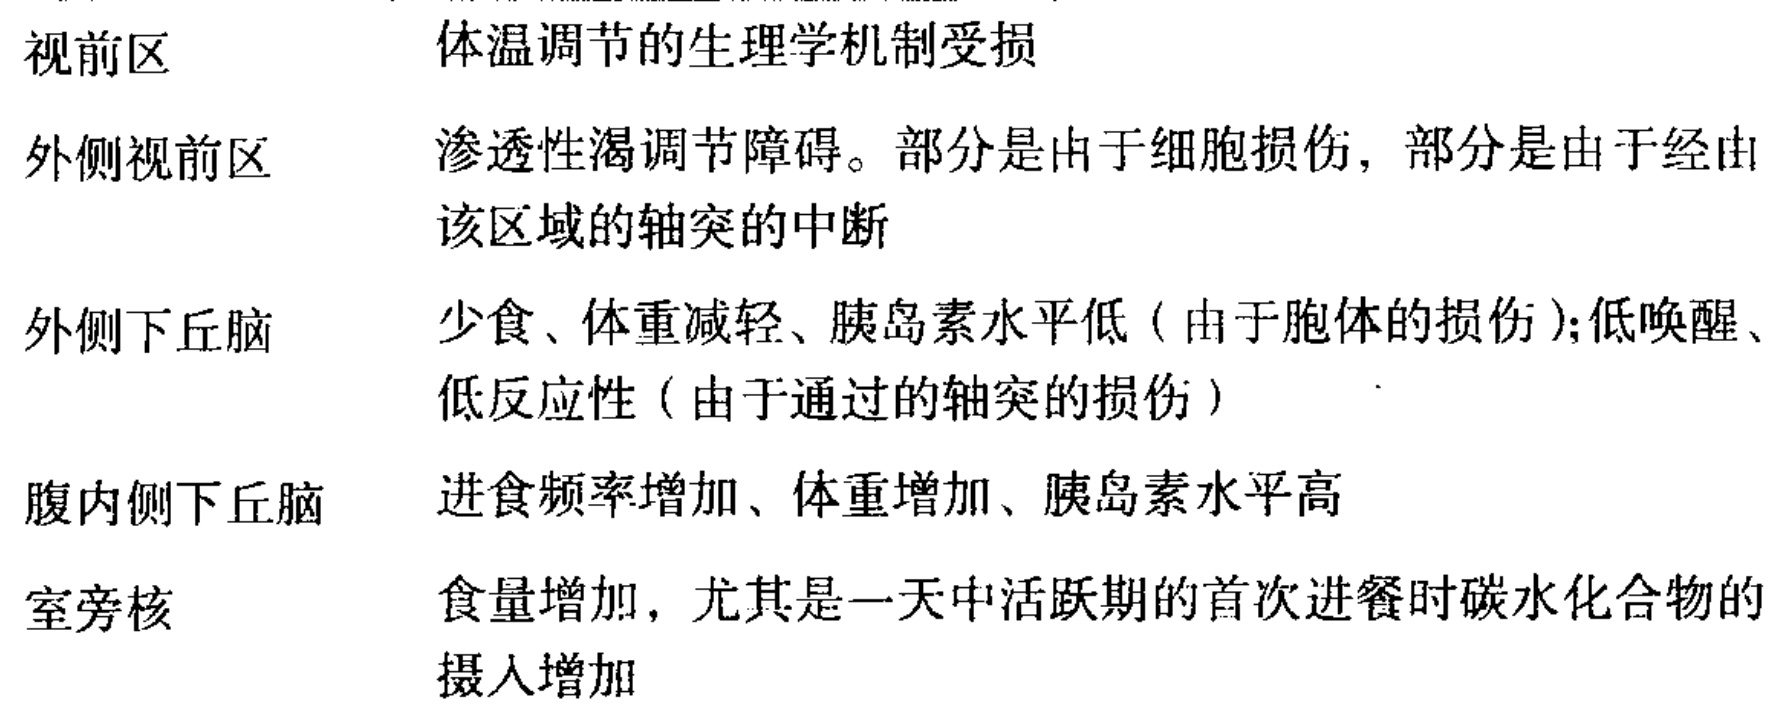 视前区 体温调节的生理学机制受损
外侧视前区 渗透性渴调节障碍。部分是由于细胞损伤，部分是由于经由
该区域的轴突的中断
外侧下丘脑 少食、体重减轻、胰岛素水平低（由于胞体的损伤）;低唤醒、
低反应性（由于通过的轴突的损伤）
腹内侧下丘脑 进食频率增加、体重增加、胰岛素水平高
室旁核 食量增加，尤其是一天中活跃期的首次进餐时碳水化合物的
摄入增加